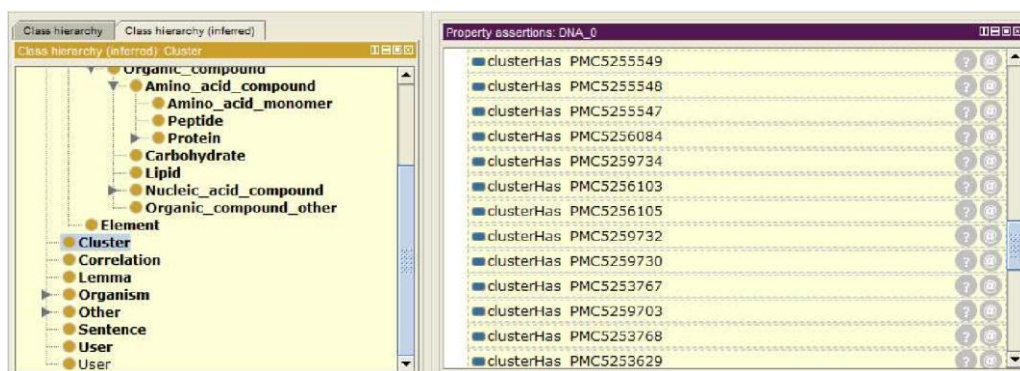 Class hierarchy Class hierarchy (inferred)
Class hierarchy (inferred): Cluster
Organic_compound
Amino_acid_compound
Amino_acid_monomer
Peptide
Protein
Carbohydrate
Lipid
Nucleic_acid_compound
Organic_compound_other
Element
Cluster
Correlation
Lemma
Organism
Other
Sentence
User
User
Property assertions: DNA_0
clusterHas PMC5255549
clusterHas PMC5255548
clusterHas PMC5255547
clusterHas PMC5256084
clusterHas PMC5259734
clusterHas PMC5256103
clusterHas PMC5256105
clusterHas PMC5259732
clusterHas PMC5259730
clusterHas PMC5253767
clusterHas PMC5259703
clusterHas PMC5253768
clusterHas PMC5253629